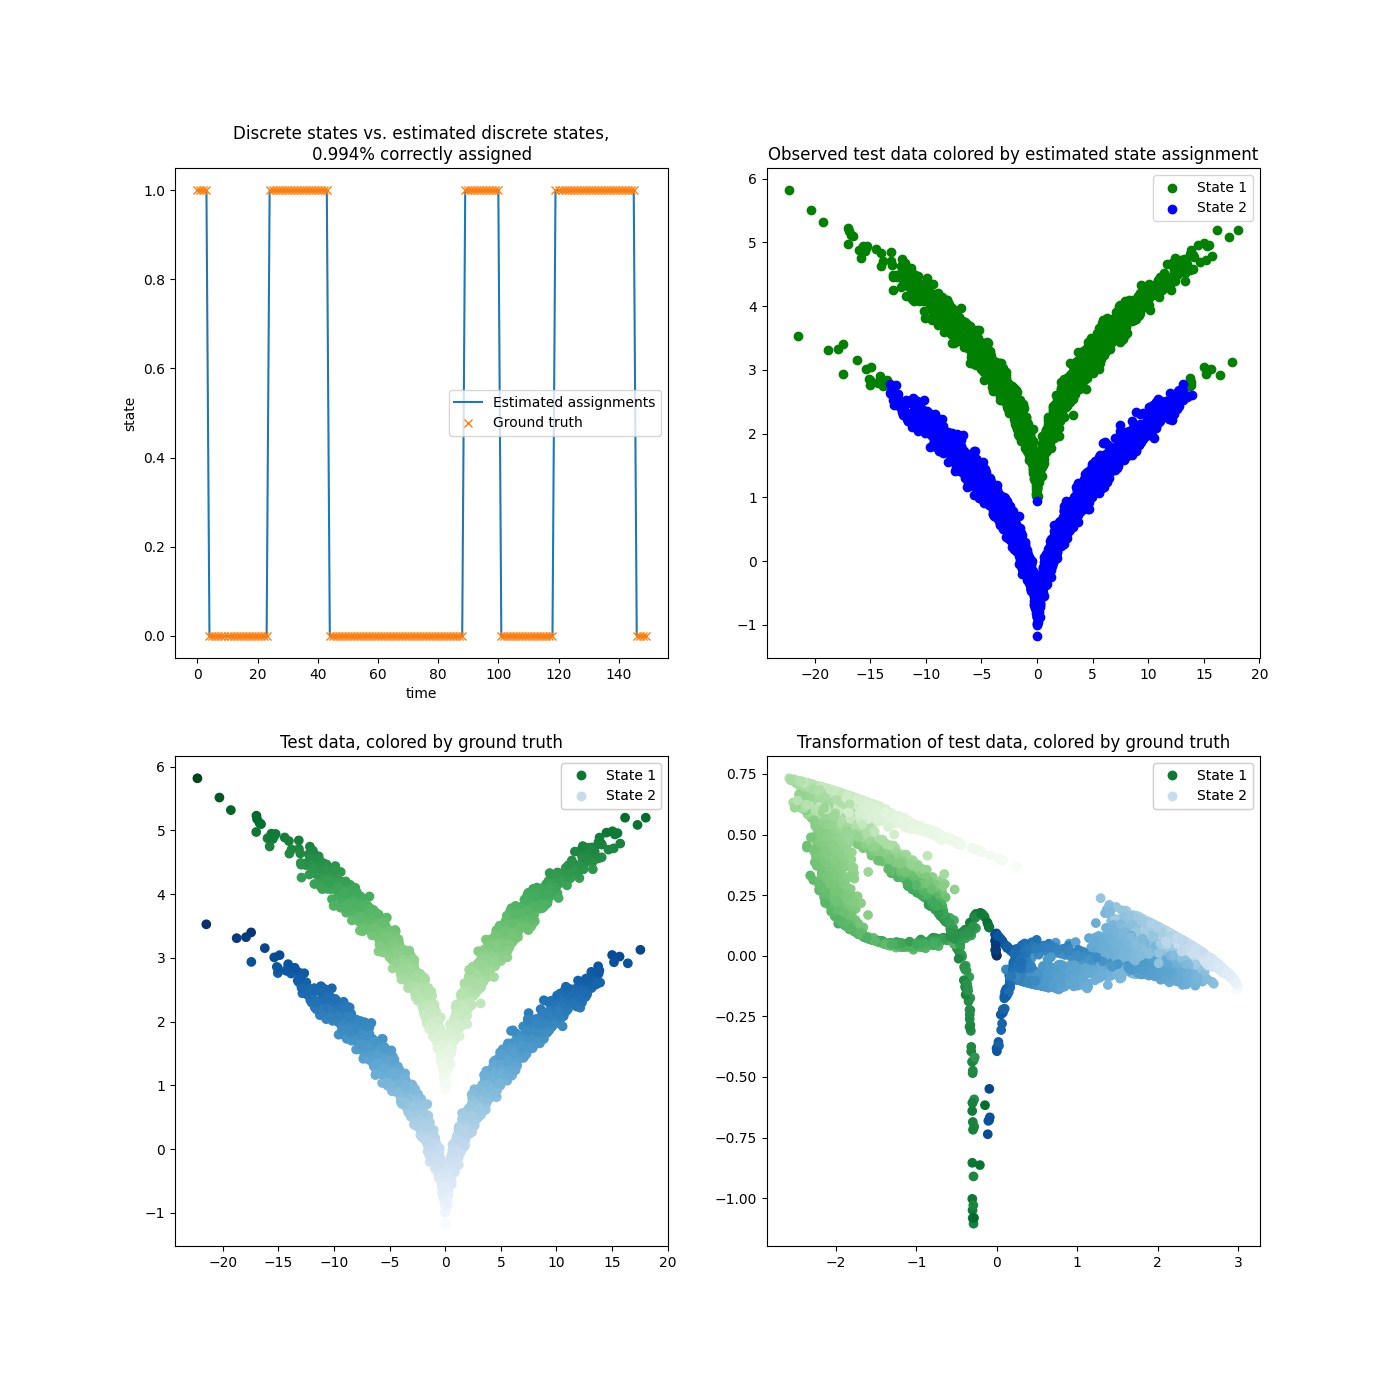 Discrete states vs. estimated discrete states,
0.994% correctly assigned
1.0
0.8
0.6
0.4
0.2
0.0
state
Estimated assignments
Ground truth
0 20 40 60 80 100 120 140
time
Observed test data colored by estimated state assignment
State 1
State 2
6
5
4
3
2
1
0
−1
−20 −15 −10 −5 0 5 10 15 20
Test data, colored by ground truth
State 1
State 2
6
5
4
3
2
1
0
−1
−20 −15 −10 −5 0 5 10 15 20
Transformation of test data, colored by ground truth
State 1
State 2
0.75
0.50
0.25
0.00
−0.25
−0.50
−0.75
−1.00
−2 −1 0 1 2 3